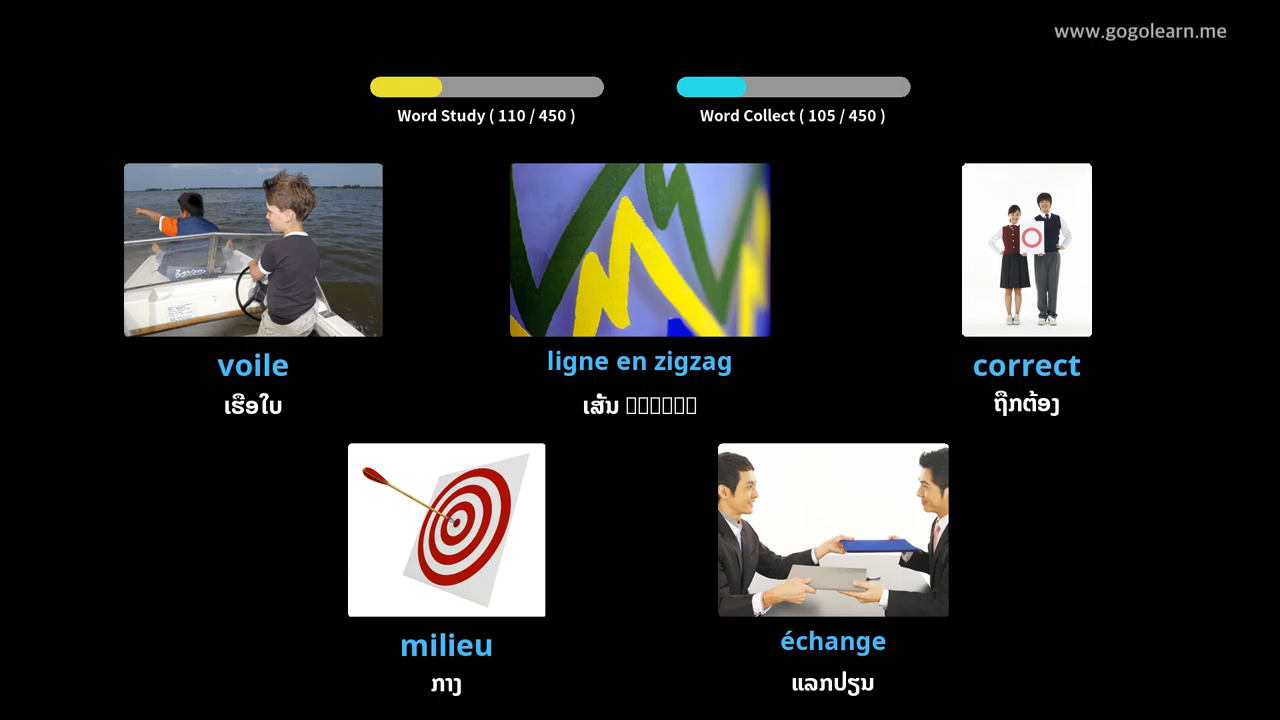 www.gogolearn.me
Word Study ( 110 / 450 )
Word Collect ( 105 / 450 )
voile
ເຮືອໃບ
ligne en zigzag
ເສັ້ນ
correct
ຖືກຕ້ອງ
milieu
ກາງ
échange
ແລກປຽນ